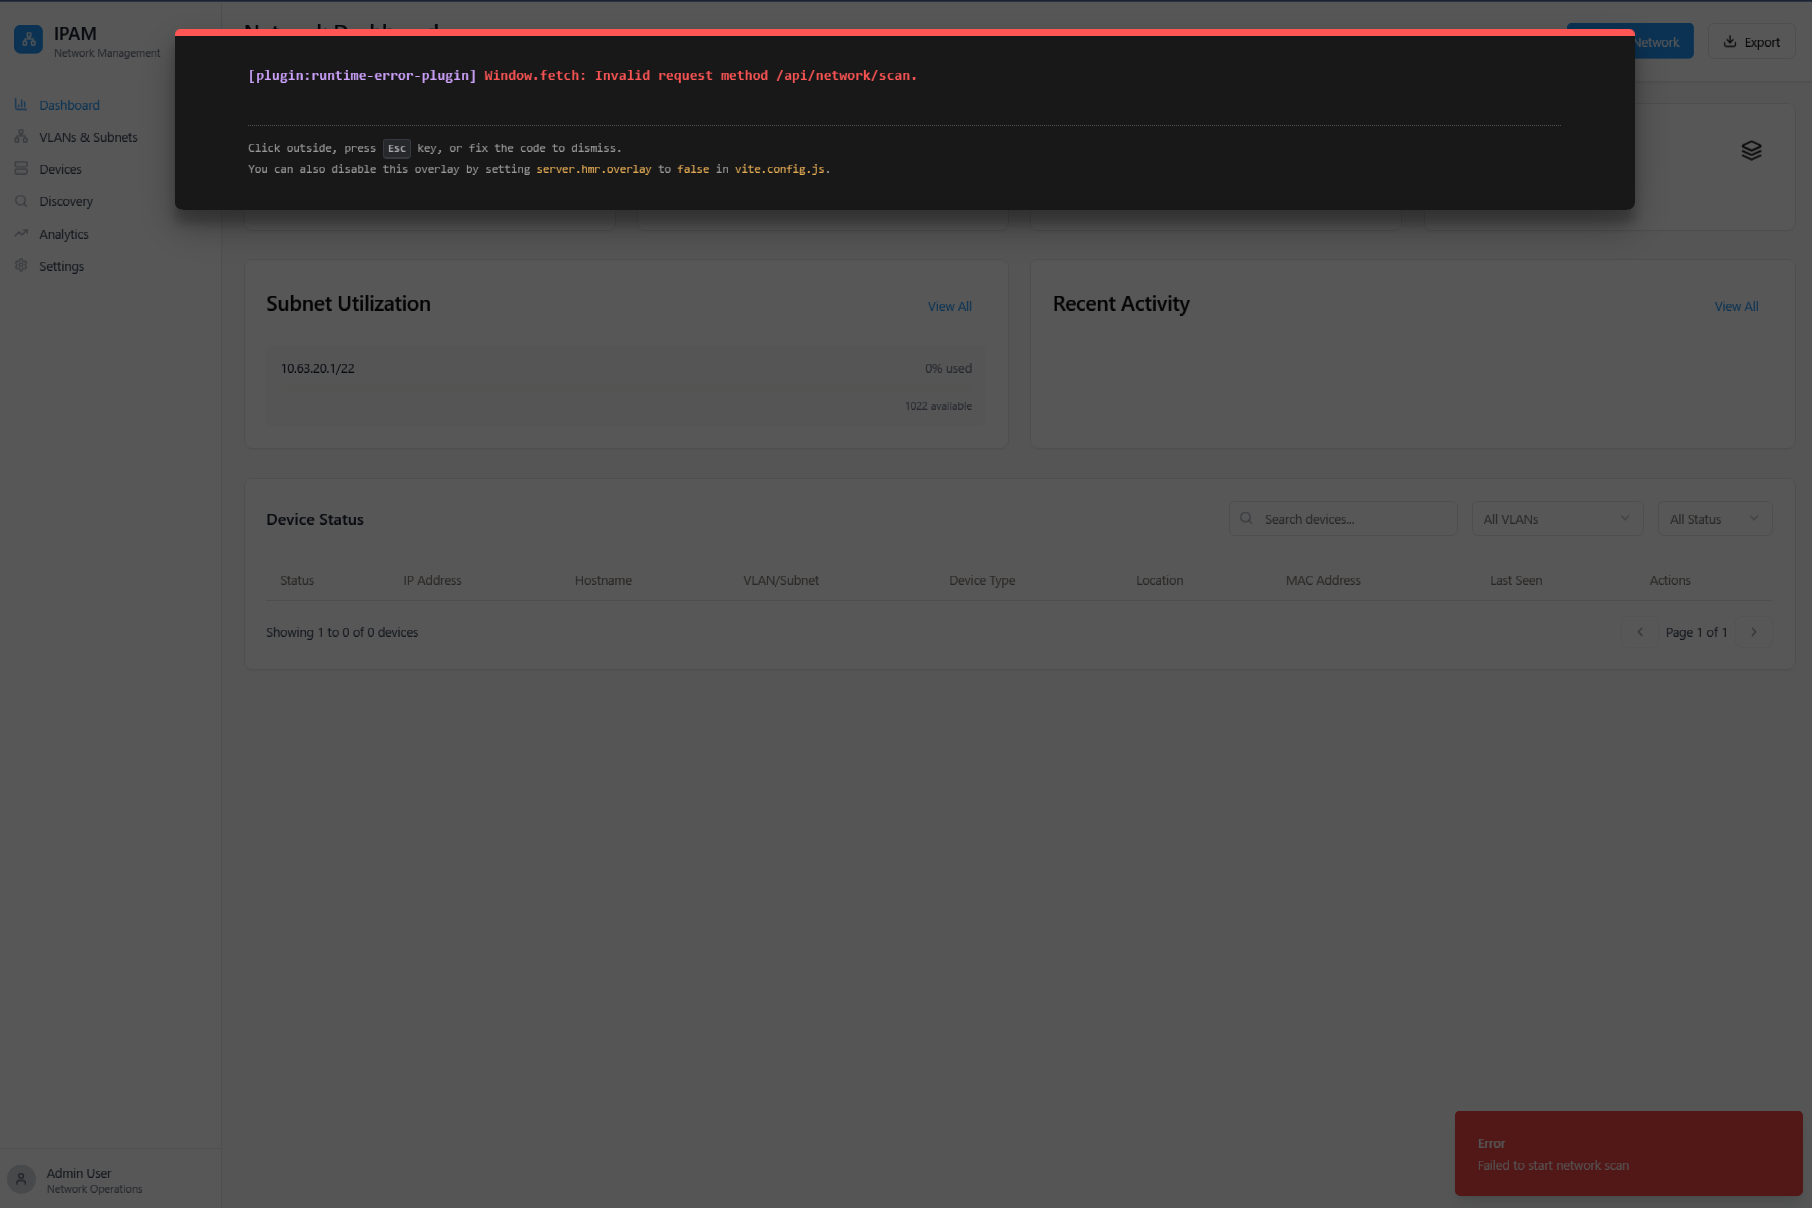 IPAM
Network Management
Dashboard
VLANs & Subnets
Devices
Discovery
Analytics
Settings
Network
Export
[plugin:runtime-error-plugin] Window.fetch: Invalid request method /api/network/scan.
Click outside, press Esc key, or fix the code to dismiss.
You can also disable this overlay by setting server.hmr.overlay to false in vite.config.js.
Subnet Utilization
View All
10.63.20.1/22
0% used
1022 available
Recent Activity
View All
Device Status
Search devices...
All VLANs
All Status
Status IP Address Hostname VLAN/Subnet Device Type Location MAC Address Last Seen Actions
Showing 1 to 0 of 0 devices
Page 1 of 1
Admin User
Network Operations
Error
Failed to start network scan